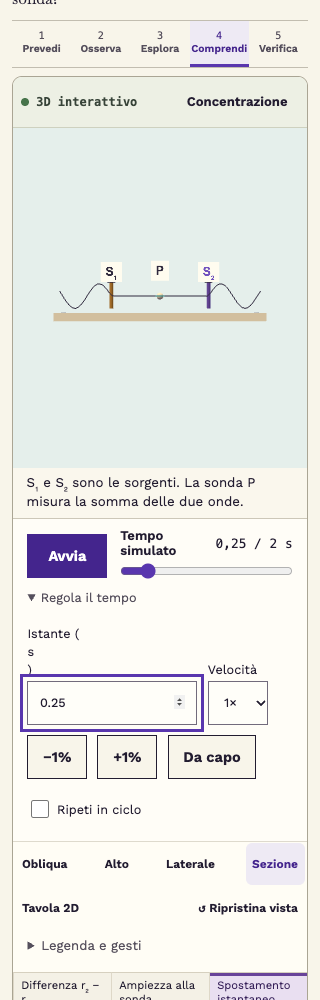 sonda?
1 2 3 4 5
Prevedi Osserva Esplora Comprendi Verifica
3D interattivo Concentrazione
S₁ P S₂
S₁ e S₂ sono le sorgenti. La sonda P
misura la somma delle due onde.
Avvia
Tempo
simulato
0,25 / 2 s
▼ Regola il tempo
Istante (
s
)
Velocità
0.25
1×
−1%
+1%
Da capo
Ripeti in ciclo
Obliqua Alto Laterale Sezione
Tavola 2D ↺ Ripristina vista
▶ Legenda e gesti
Differenza r₂ − Ampiezza alla Spostamento
r sonda istantaneo